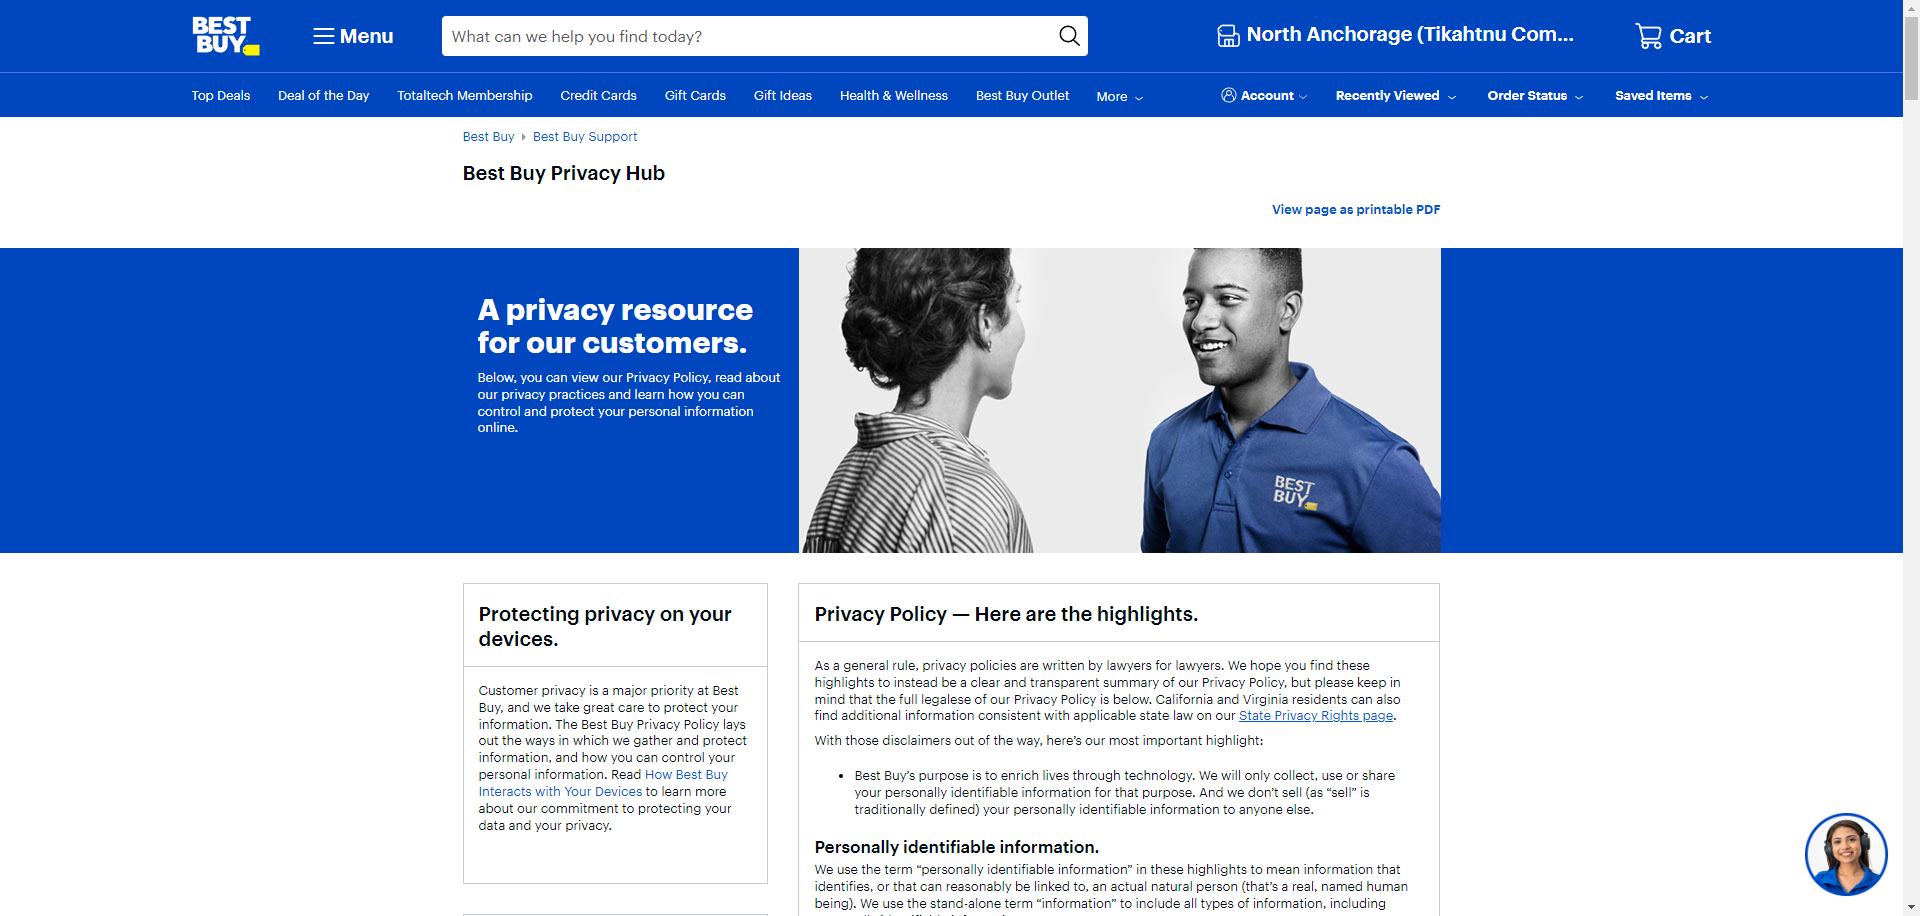 BEST
BUY
Menu
What can we help you find today?
North Anchorage (Tikahtnu Com...
Cart
Top Deals
Deal of the Day
Totaltech Membership
Credit Cards
Gift Cards
Gift Ideas
Health & Wellness
Best Buy Outlet
More
Account
Recently Viewed
Order Status
Saved Items
Best Buy
Best Buy Support
Best Buy Privacy Hub
View page as printable PDF
A privacy resource
for our customers.
Below, you can view our Privacy Policy, read about
our privacy practices and learn how you can
control and protect your personal information
online.
BEST
BUY
Protecting privacy on your
devices.
Customer privacy is a major priority at Best
Buy, and we take great care to protect your
information. The Best Buy Privacy Policy lays
out the ways in which we gather and protect
information, and how you can control your
personal information. Read How Best Buy
Interacts with Your Devices to learn more
about our commitment to protecting your
data and your privacy.
Privacy Policy — Here are the highlights.
As a general rule, privacy policies are written by lawyers for lawyers. We hope you find these
highlights to instead be a clear and transparent summary of our Privacy Policy, but please keep in
mind that the full legalese of our Privacy Policy is below. California and Virginia residents can also
find additional information consistent with applicable state law on our State Privacy Rights page.
With those disclaimers out of the way, here's our most important highlight:
• Best Buy's purpose is to enrich lives through technology. We will only collect, use or share
your personally identifiable information for that purpose. And we don't sell (as “sell” is
traditionally defined) your personally identifiable information to anyone else.
Personally identifiable information.
We use the term “personally identifiable information” in these highlights to mean information that
identifies, or that can reasonably be linked to, an actual natural person (that's a real, named human
being). We use the stand-alone term “information” to include all types of information, including